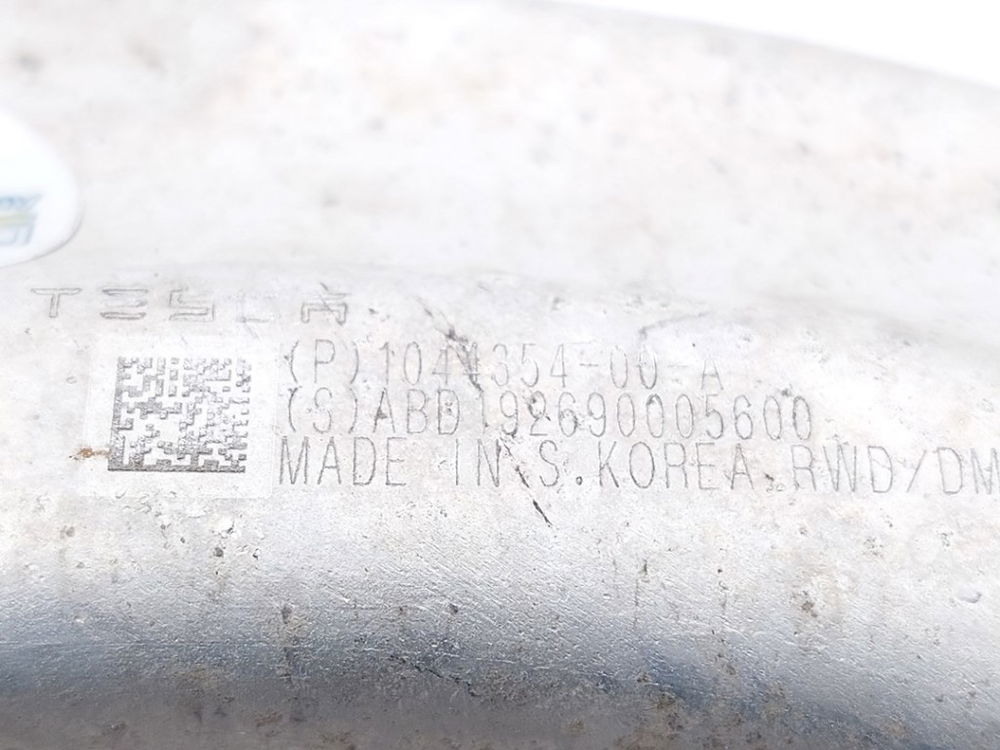 TESLA
(P)1044354-00-A
(S)ABD192690005600
MADE IN S.KOREA RWD/DM